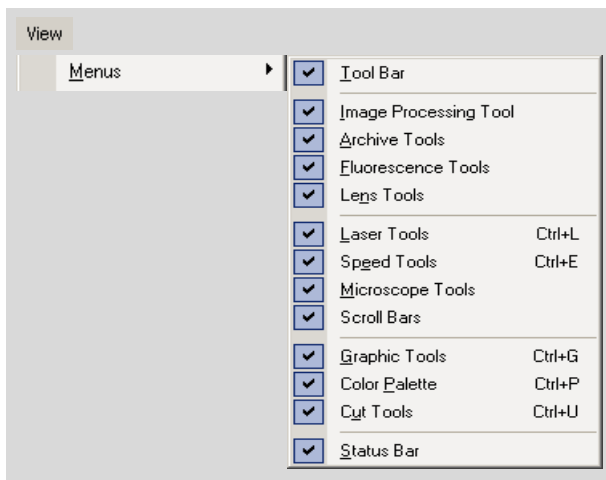 View
Menus
Tool Bar
Image Processing Tool
Archive Tools
Fluorescence Tools
Lens Tools
Laser Tools Ctrl+L
Speed Tools Ctrl+E
Microscope Tools
Scroll Bars
Graphic Tools Ctrl+G
Color Palette Ctrl+P
Cut Tools Ctrl+U
Status Bar